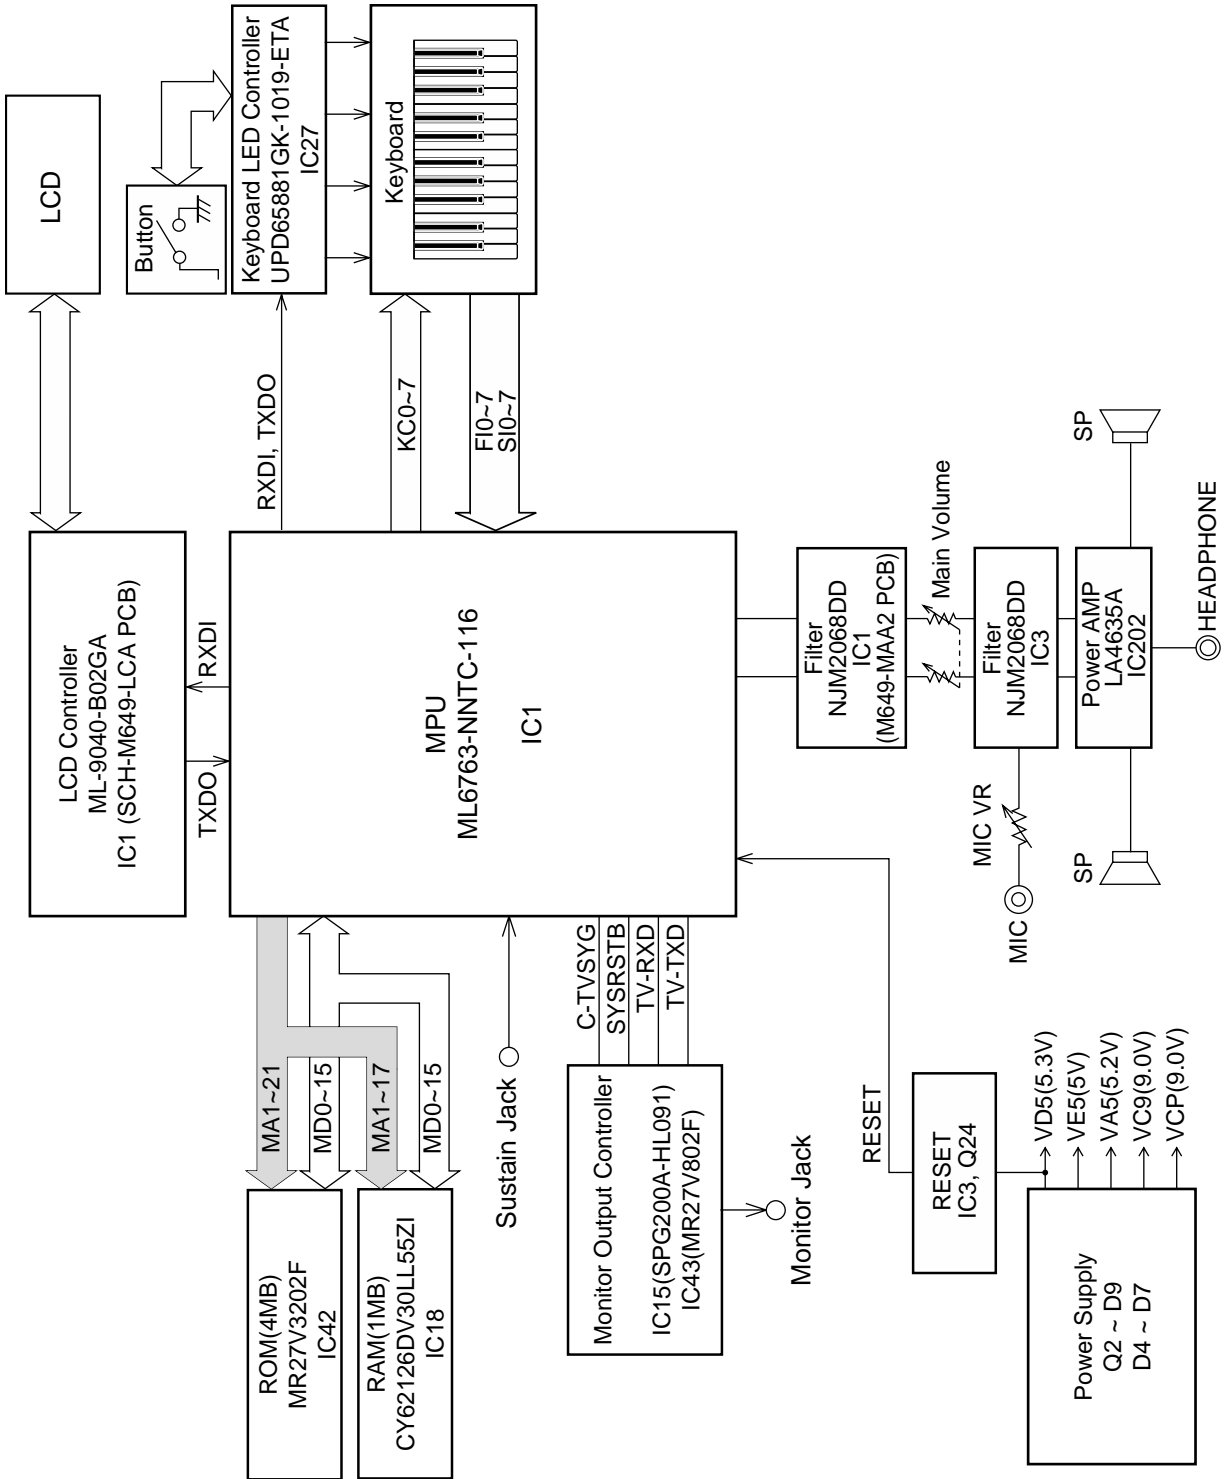 LCD
Button
Keyboard LED Controller
UPD65881GK-1019-ETA
IC27
Keyboard
LCD Controller
ML-9040-B02GA
IC1 (SCH-M649-LCA PCB)
TXDO
RXDI
RXDI, TXDO
KC0~7
FI0~7
SI0~7
MPU
ML6763-NNTC-116
IC1
MA1~21
MD0~15
MA1~17
MD0~15
ROM(4MB)
MR27V3202F
IC42
RAM(1MB)
CY62126DV30LL55ZI
IC18
Sustain Jack
C-TVSYG
SYSRSTB
TV-RXD
TV-TXD
Monitor Output Controller
IC15(SPG200A-HL091)
IC43(MR27V802F)
Monitor Jack
Filter
NJM2068DD
IC1
(M649-MAA2 PCB)
Main Volume
Filter
NJM2068DD
IC3
Power AMP
LA4635A
IC202
SP
SP
HEADPHONE
MIC VR
MIC
RESET
RESET
IC3, Q24
Power Supply
Q2 ~ D9
D4 ~ D7
VD5(5.3V)
VE5(5V)
VA5(5.2V)
VC9(9.0V)
VCP(9.0V)